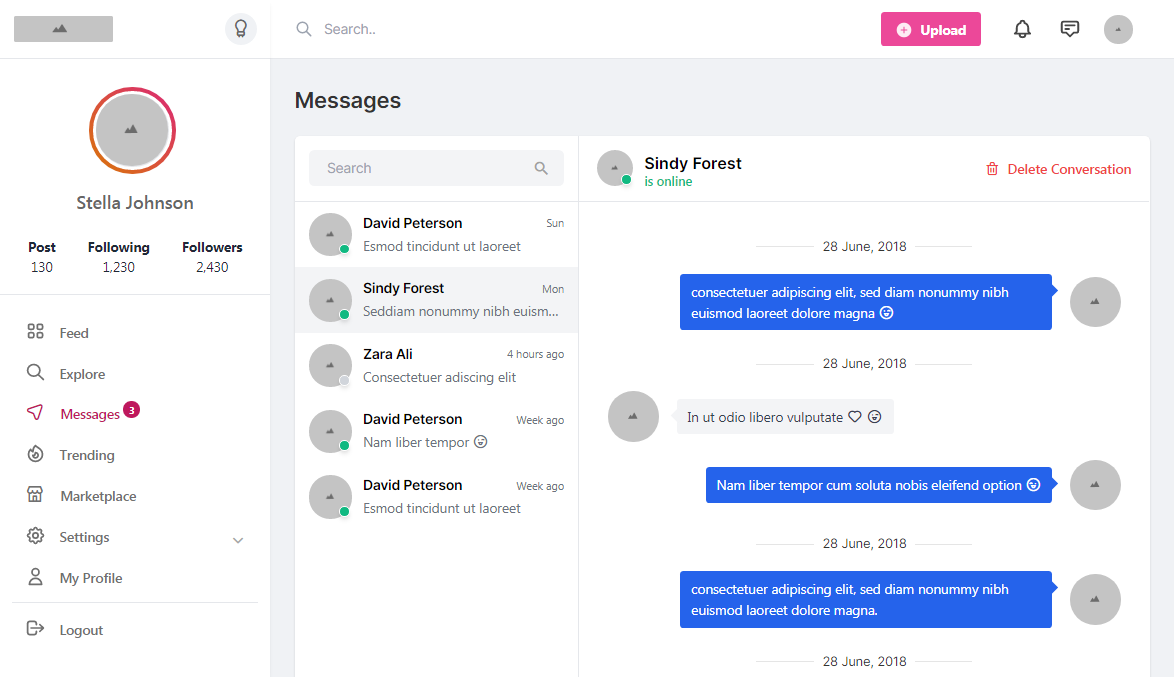 Search..
Upload
Stella Johnson
Post Following Followers
130 1,230 2,430
Feed
Explore
Messages 3
Trending
Marketplace
Settings
My Profile
Logout
Messages
Search
David Peterson Sun
Esmod tincidunt ut laoreet
Sindy Forest Mon
Seddiam nonummy nibh euism...
Zara Ali 4 hours ago
Consectetuer adiscing elit
David Peterson Week ago
Nam liber tempor 😜
David Peterson Week ago
Esmod tincidunt ut laoreet
Sindy Forest
is online
Delete Conversation
28 June, 2018
consectetuer adipiscing elit, sed diam nonummy nibh
euismod laoreet dolore magna 😜
28 June, 2018
In ut odio libero vulputate ♡ 😜
Nam liber tempor cum soluta nobis eleifend option 😜
28 June, 2018
consectetuer adipiscing elit, sed diam nonummy nibh
euismod laoreet dolore magna.
28 June, 2018